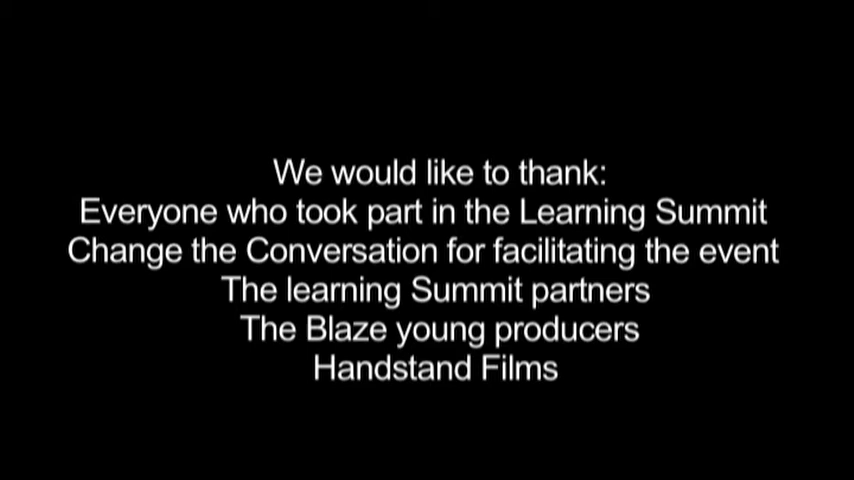 We would like to thank:
Everyone who took part in the Learning Summit
Change the Conversation for facilitating the event
The learning Summit partners
The Blaze young producers
Handstand Films